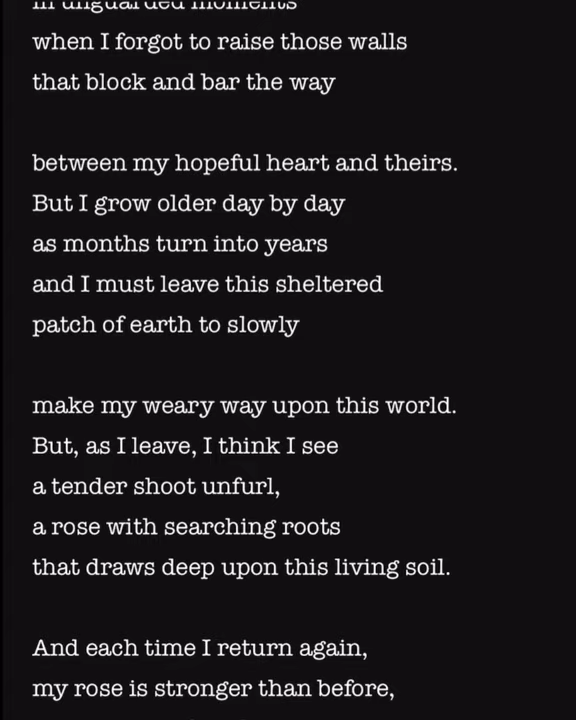 in unguarded moments
when I forgot to raise those walls
that block and bar the way
between my hopeful heart and theirs.
But I grow older day by day
as months turn into years
and I must leave this sheltered
patch of earth to slowly
make my weary way upon this world.
But, as I leave, I think I see
a tender shoot unfurl,
a rose with searching roots
that draws deep upon this living soil.
And each time I return again,
my rose is stronger than before,